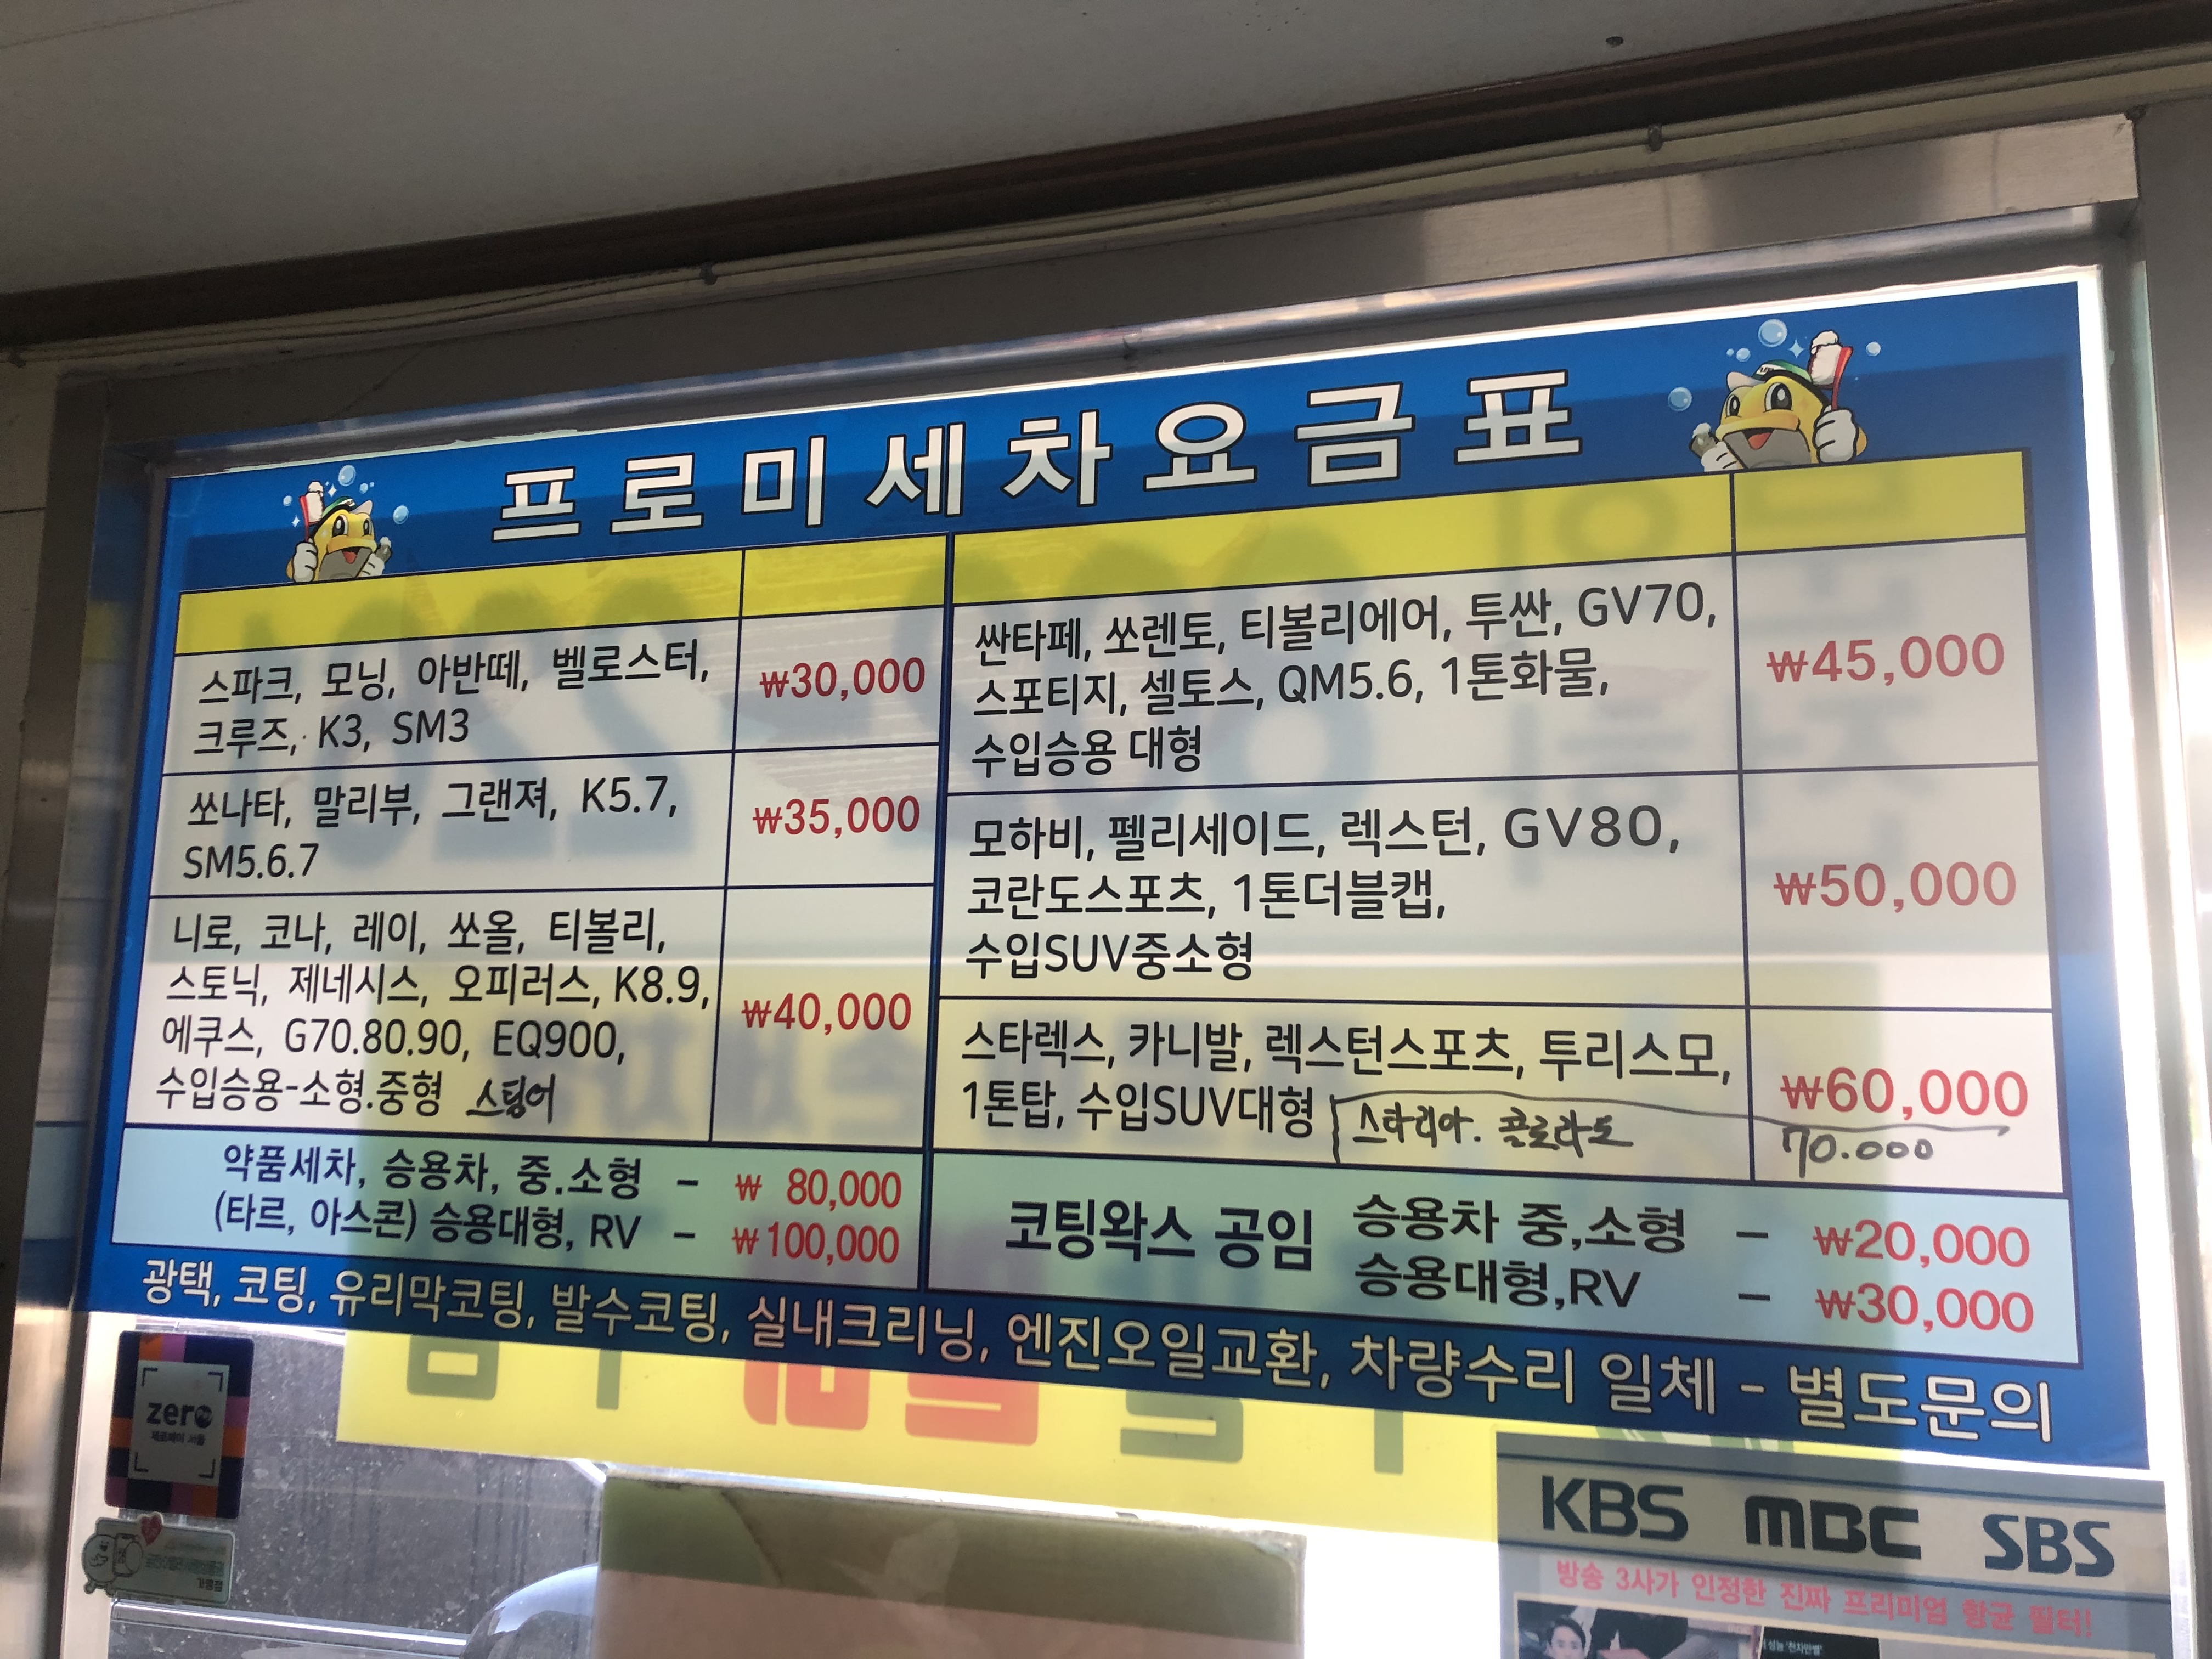 프로미세차요금표
스파크, 모닝, 아반떼, 벨로스터,
크루즈, K3, SM3
₩30,000
쏘나타, 말리부, 그랜져, K5.7,
SM5.6.7
₩35,000
니로, 코나, 레이, 쏘울, 티볼리,
스토닉, 제네시스, 오피러스, K8.9,
에쿠스, G70.80.90, EQ900,
수입승용-소형.중형 스팅어
₩40,000
약품세차, 승용차, 중.소형 - ₩ 80,000
(타르, 아스콘) 승용대형, RV - ₩100,000
싼타페, 쏘렌토, 티볼리에어, 투싼, GV70,
스포티지, 셀토스, QM5.6, 1톤화물,
수입승용 대형
₩45,000
모하비, 펠리세이드, 렉스턴, GV80,
코란도스포츠, 1톤더블캡,
수입SUV중소형
₩50,000
스타렉스, 카니발, 렉스턴스포츠, 투리스모,
1톤탑, 수입SUV대형
₩60,000
스타리아. 콜로라도
70.000
코팅왁스 공임
승용차 중,소형 - ₩20,000
승용대형,RV - ₩30,000
광택, 코팅, 유리막코팅, 발수코팅, 실내크리닝, 엔진오일교환, 차량수리 일체 - 별도문의
zero
제로페이 서울
가맹점
KBS MBC SBS
방송 3사가 인정한 진짜 프리미엄 항균 필터!